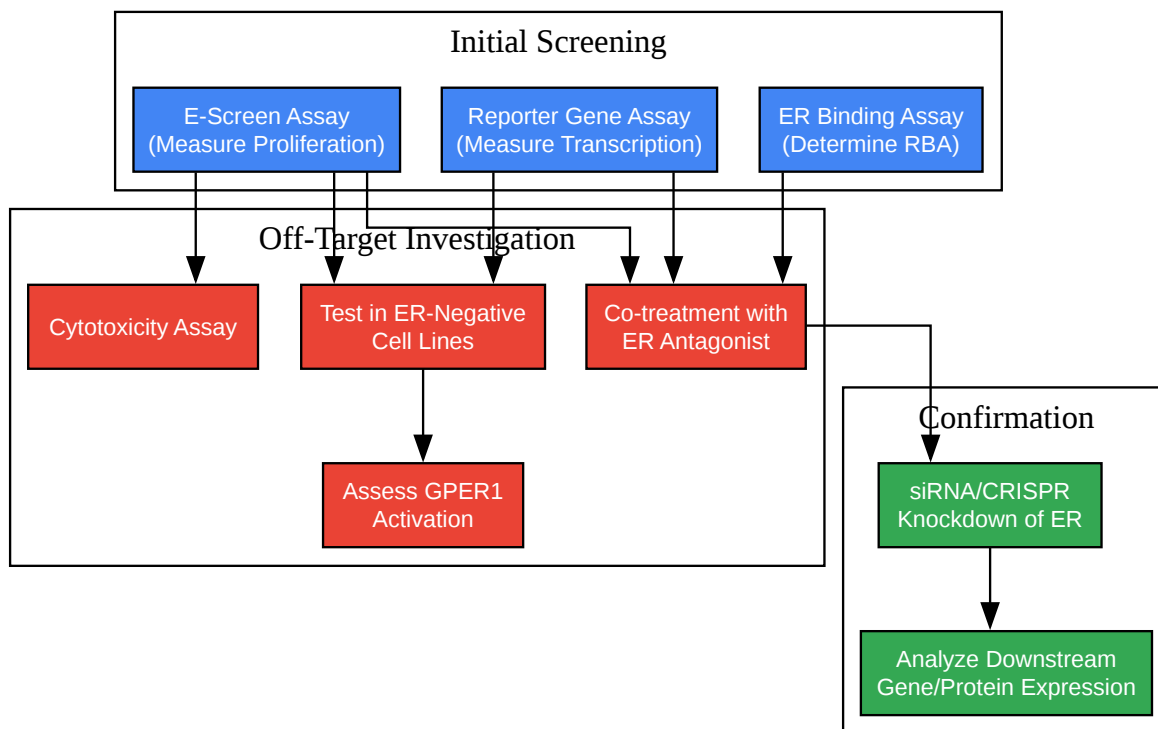 Initial Screening
E-Screen Assay
(Measure Proliferation)
Reporter Gene Assay
(Measure Transcription)
ER Binding Assay
(Determine RBA)
Off-Target Investigation
Cytotoxicity Assay
Test in ER-Negative
Cell Lines
Co-treatment with
ER Antagonist
Assess GPER1
Activation
Confirmation
siRNA/CRISPR
Knockdown of ER
Analyze Downstream
Gene/Protein Expression